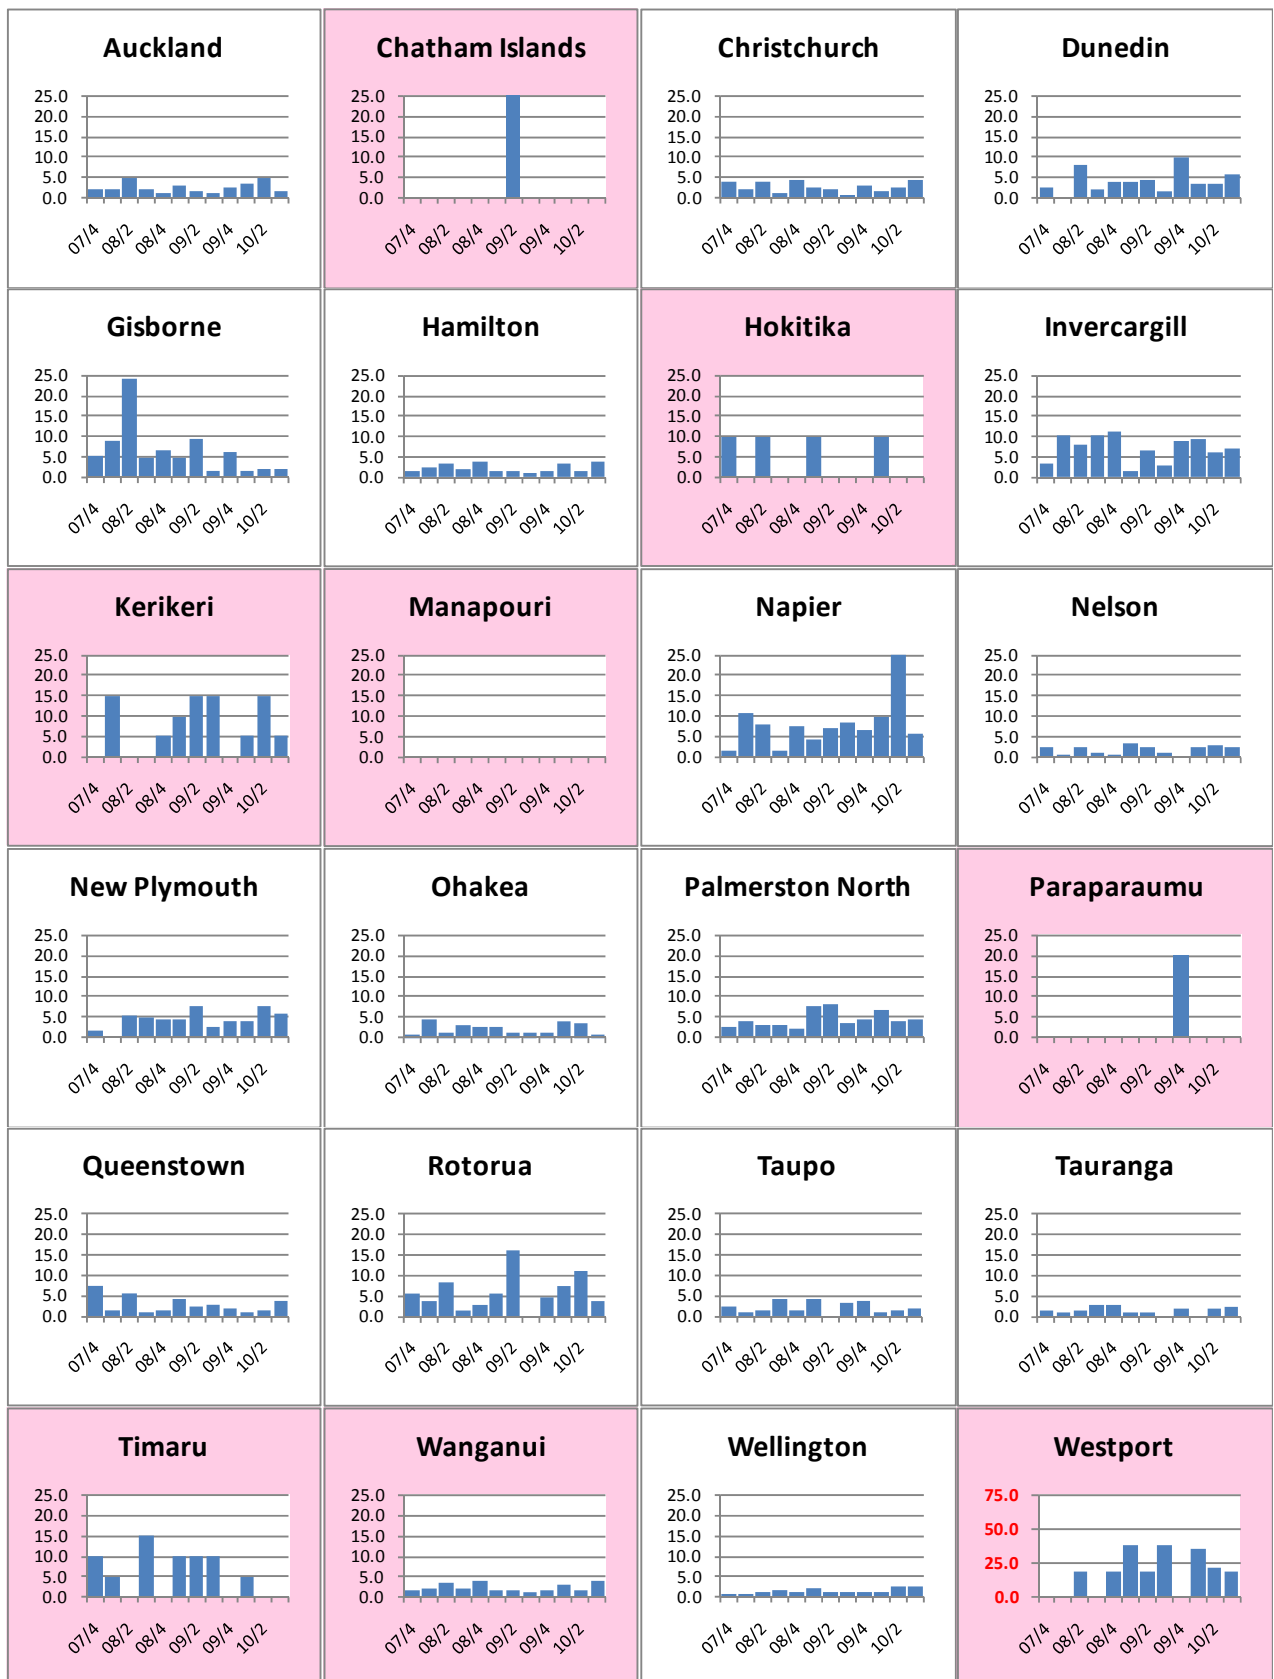 Auckland
25.0
20.0
15.0
10.0
5.0
0.0
07/4 08/2 08/4 09/2 09/4 10/2
Chatham Islands
25.0
20.0
15.0
10.0
5.0
0.0
07/4 08/2 08/4 09/2 09/4 10/2
Christchurch
25.0
20.0
15.0
10.0
5.0
0.0
07/4 08/2 08/4 09/2 09/4 10/2
Dunedin
25.0
20.0
15.0
10.0
5.0
0.0
07/4 08/2 08/4 09/2 09/4 10/2
Gisborne
25.0
20.0
15.0
10.0
5.0
0.0
07/4 08/2 08/4 09/2 09/4 10/2
Hamilton
25.0
20.0
15.0
10.0
5.0
0.0
07/4 08/2 08/4 09/2 09/4 10/2
Hokitika
25.0
20.0
15.0
10.0
5.0
0.0
07/4 08/2 08/4 09/2 09/4 10/2
Invercargill
25.0
20.0
15.0
10.0
5.0
0.0
07/4 08/2 08/4 09/2 09/4 10/2
Kerikeri
25.0
20.0
15.0
10.0
5.0
0.0
07/4 08/2 08/4 09/2 09/4 10/2
Manapouri
25.0
20.0
15.0
10.0
5.0
0.0
07/4 08/2 08/4 09/2 09/4 10/2
Napier
25.0
20.0
15.0
10.0
5.0
0.0
07/4 08/2 08/4 09/2 09/4 10/2
Nelson
25.0
20.0
15.0
10.0
5.0
0.0
07/4 08/2 08/4 09/2 09/4 10/2
New Plymouth
25.0
20.0
15.0
10.0
5.0
0.0
07/4 08/2 08/4 09/2 09/4 10/2
Ohakea
25.0
20.0
15.0
10.0
5.0
0.0
07/4 08/2 08/4 09/2 09/4 10/2
Palmerston North
25.0
20.0
15.0
10.0
5.0
0.0
07/4 08/2 08/4 09/2 09/4 10/2
Paraparaumu
25.0
20.0
15.0
10.0
5.0
0.0
07/4 08/2 08/4 09/2 09/4 10/2
Queenstown
25.0
20.0
15.0
10.0
5.0
0.0
07/4 08/2 08/4 09/2 09/4 10/2
Rotorua
25.0
20.0
15.0
10.0
5.0
0.0
07/4 08/2 08/4 09/2 09/4 10/2
Taupo
25.0
20.0
15.0
10.0
5.0
0.0
07/4 08/2 08/4 09/2 09/4 10/2
Tauranga
25.0
20.0
15.0
10.0
5.0
0.0
07/4 08/2 08/4 09/2 09/4 10/2
Timaru
25.0
20.0
15.0
10.0
5.0
0.0
07/4 08/2 08/4 09/2 09/4 10/2
Wanganui
25.0
20.0
15.0
10.0
5.0
0.0
07/4 08/2 08/4 09/2 09/4 10/2
Wellington
25.0
20.0
15.0
10.0
5.0
0.0
07/4 08/2 08/4 09/2 09/4 10/2
Westport
75.0
50.0
25.0
0.0
07/4 08/2 08/4 09/2 09/4 10/2